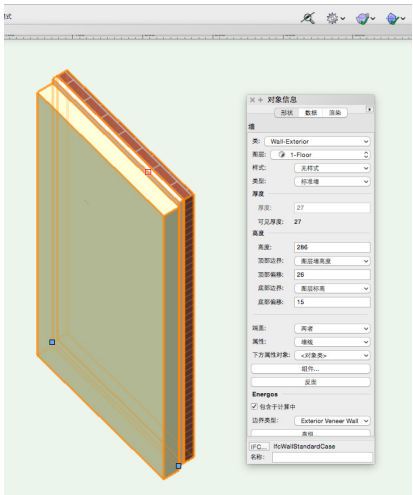 式
× + 对象信息
形状 数据 渲染
墙
类: Wall-Exterior
图层: 1-Floor
样式: 无样式
类型: 标准墙
厚度
厚度: 27
可见厚度: 27
高度
高度: 286
顶部边界: 图层墙高度
顶部偏移: 26
底部边界: 图层标高
底部偏移: 15
端盖: 两者
属性: 墙线
下方属性对象: <对象类>
组件...
反面
Energos
包含于计算中
边界类型: Exterior Veneer Wall
IFC... IfcWallStandardCase
名称: